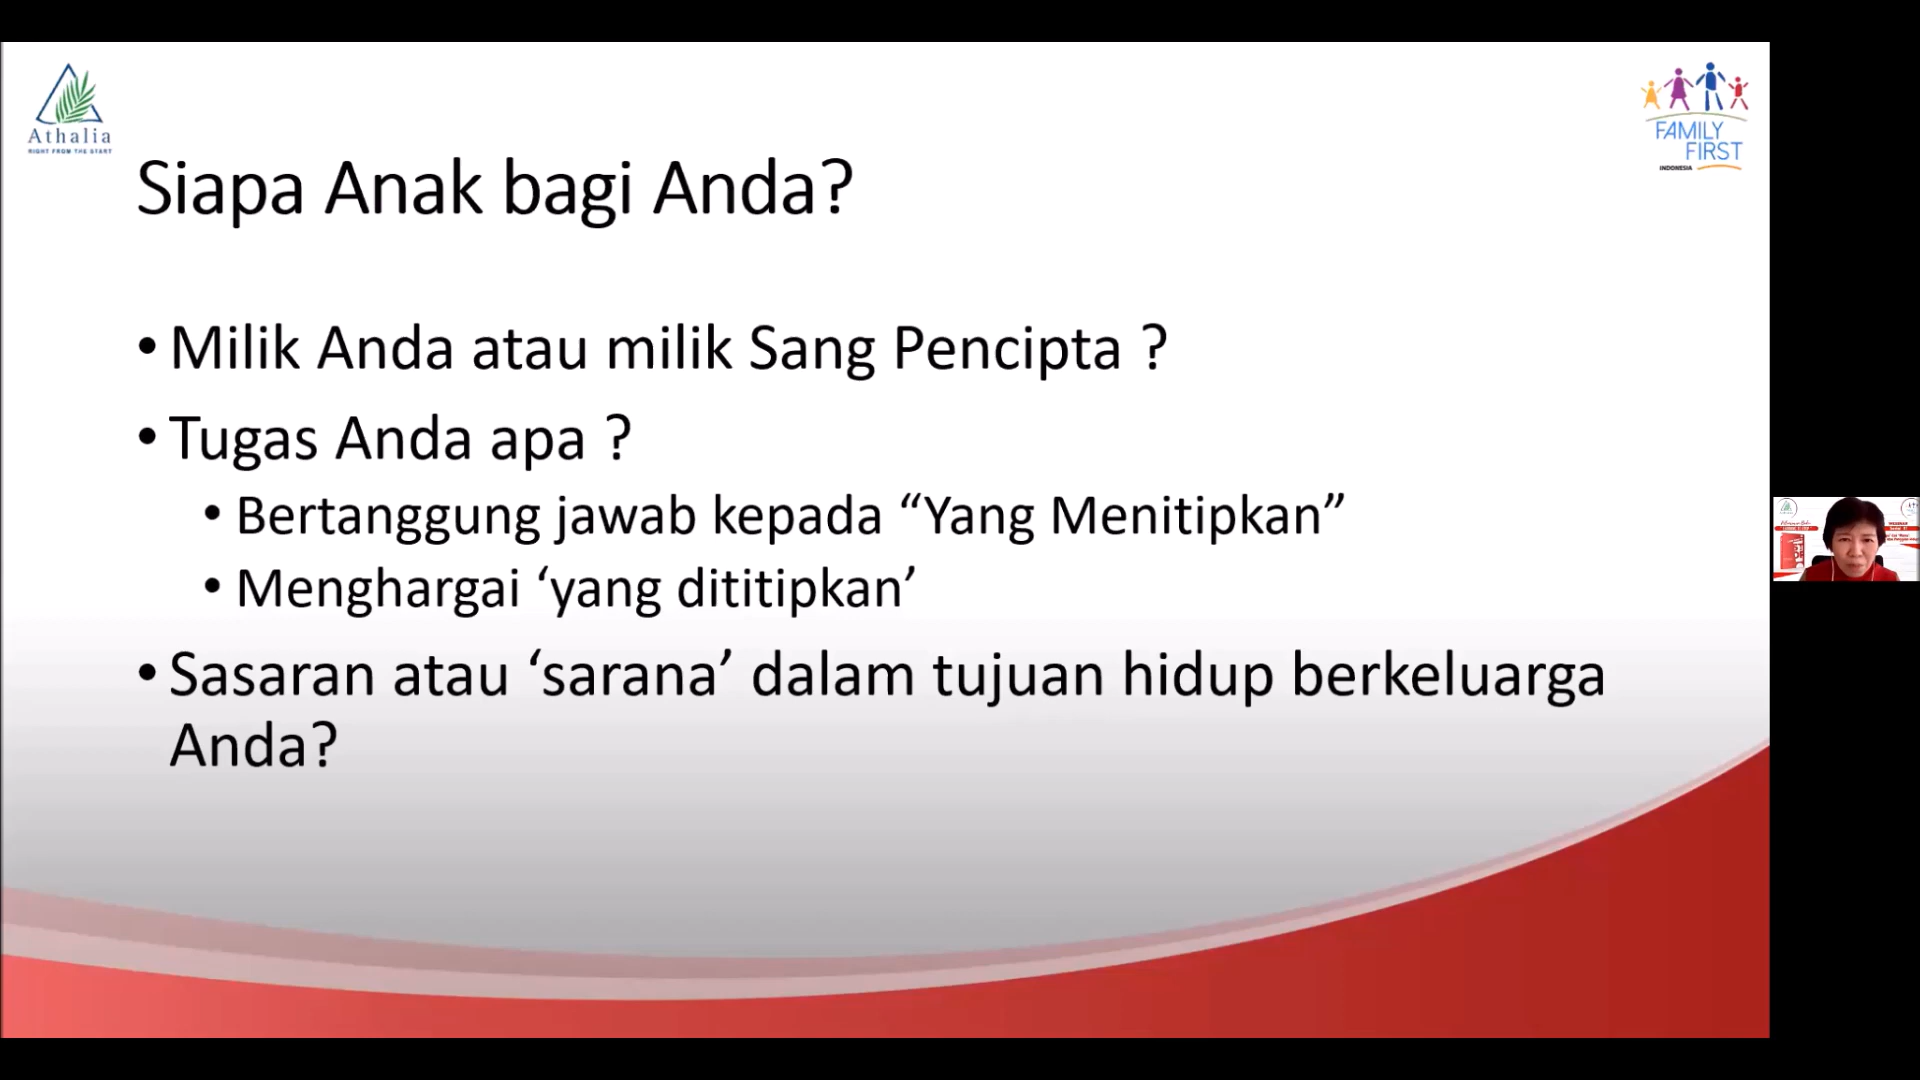 Athalia
RIGHT FROM THE START
FAMILY
FIRST
INDONESIA
Siapa Anak bagi Anda?
• Milik Anda atau milik Sang Pencipta ?
• Tugas Anda apa ?
• Bertanggung jawab kepada “Yang Menitipkan”
• Menghargai ‘yang dititipkan’
• Sasaran atau ‘sarana’ dalam tujuan hidup berkeluarga
Anda?